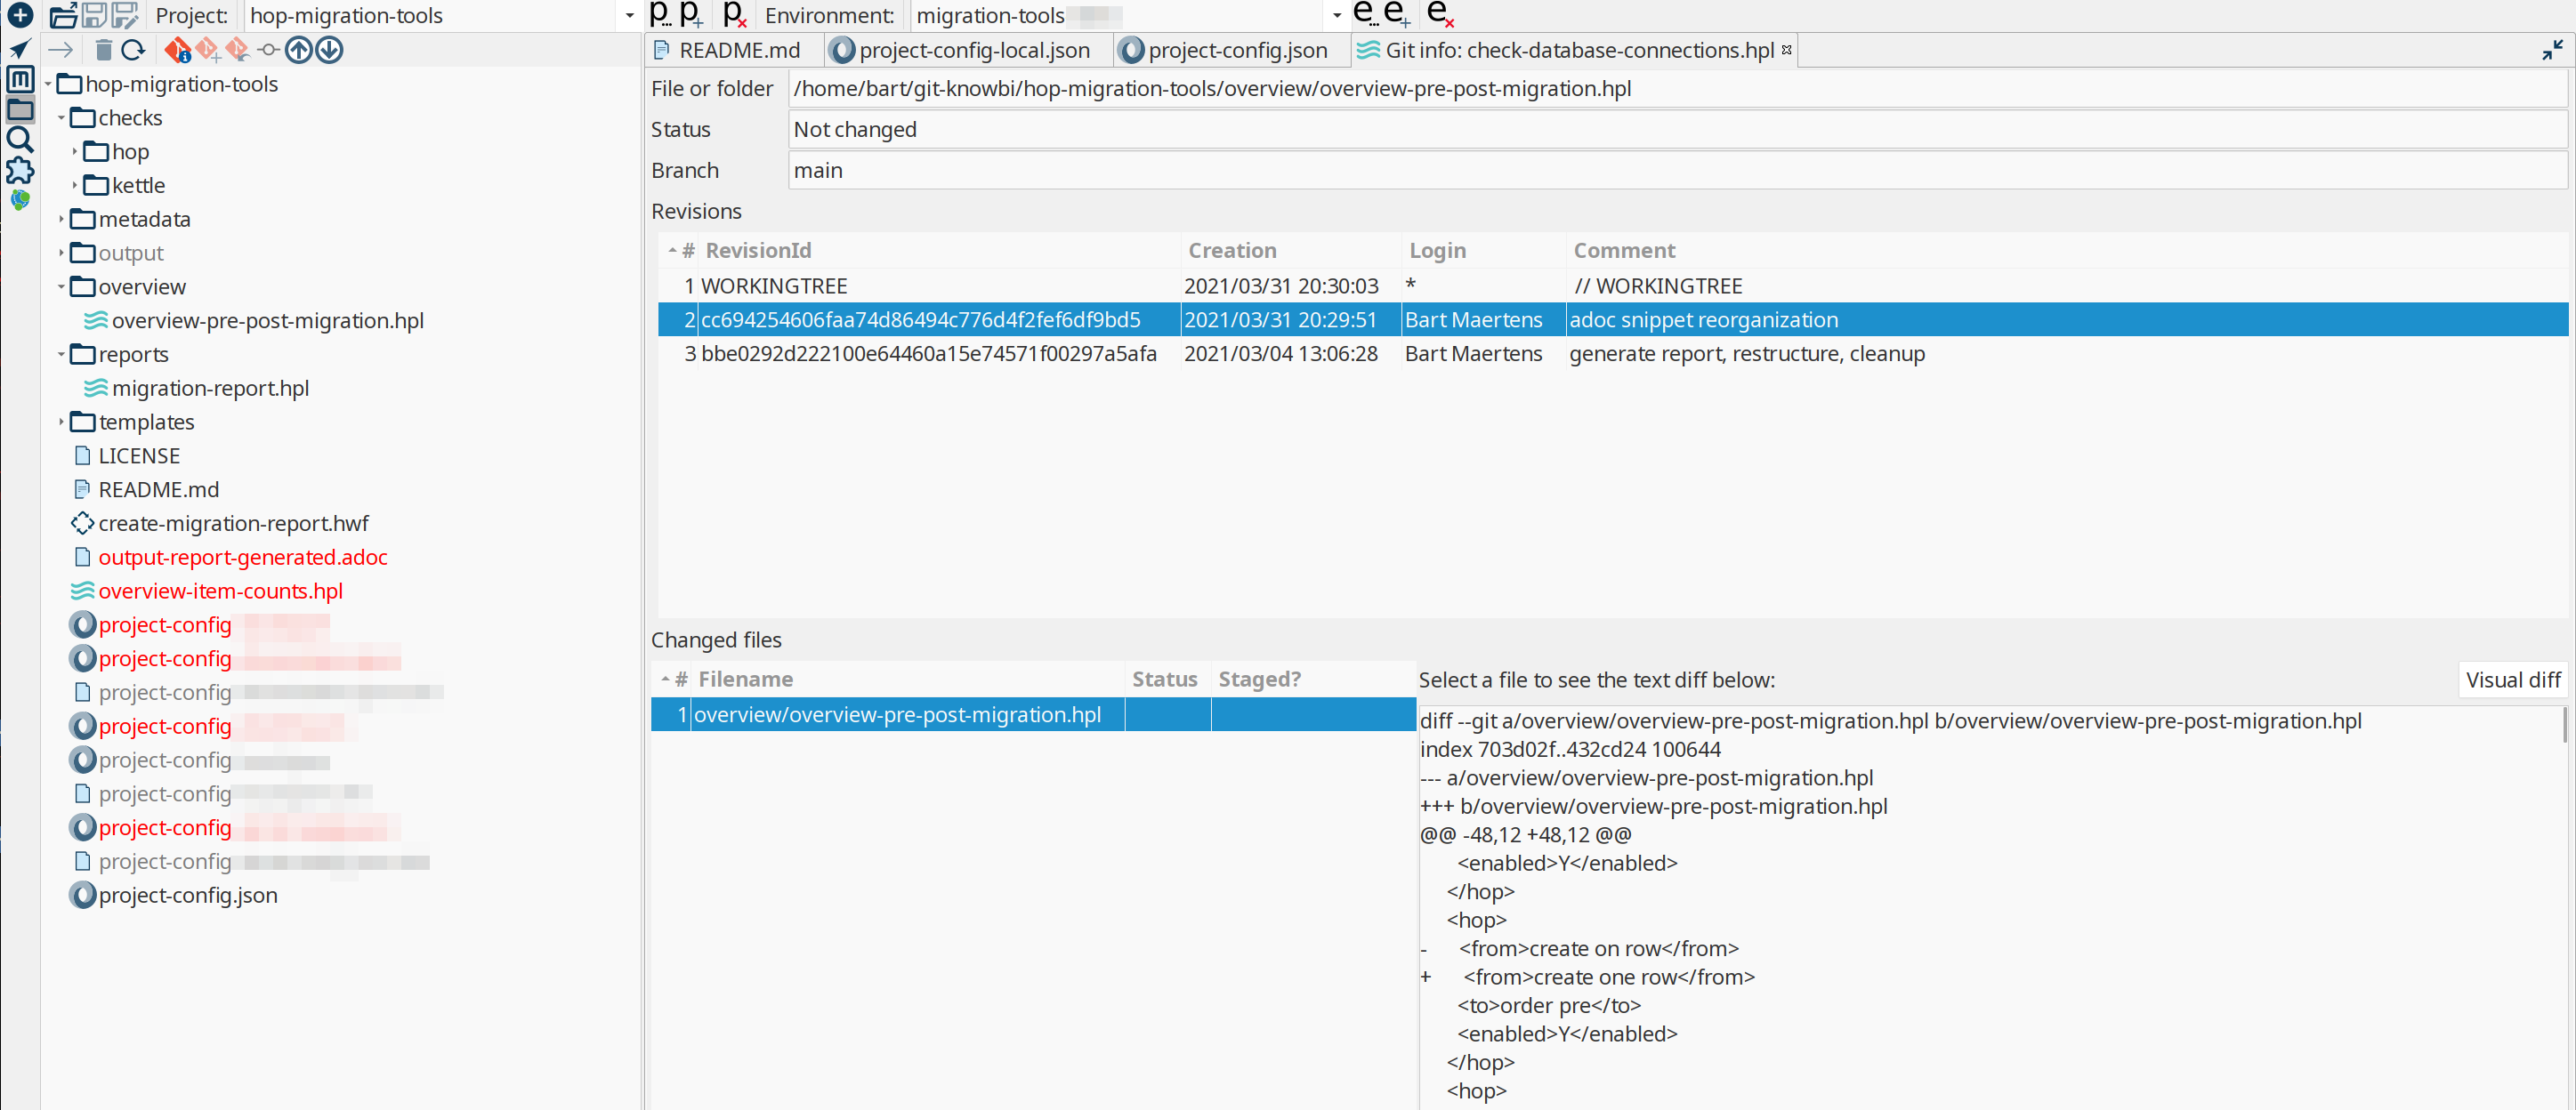 Project: hop-migration-tools Environment: migration-tools
README.md project-config-local.json project-config.json Git info: check-database-connections.hpl
hop-migration-tools
checks
hop
kettle
metadata
output
overview
overview-pre-post-migration.hpl
reports
migration-report.hpl
templates
LICENSE
README.md
create-migration-report.hwf
output-report-generated.adoc
overview-item-counts.hpl
project-config
project-config
project-config
project-config
project-config
project-config
project-config
project-config
project-config.json
File or folder /home/bart/git-knowbi/hop-migration-tools/overview/overview-pre-post-migration.hpl
Status Not changed
Branch main
Revisions
# RevisionId Creation Login Comment
1 WORKINGTREE 2021/03/31 20:30:03 * // WORKINGTREE
2 cc694254606faa74d86494c776d4f2fef6df9bd5 2021/03/31 20:29:51 Bart Maertens adoc snippet reorganization
3 bbe0292d222100e64460a15e74571f00297a5afa 2021/03/04 13:06:28 Bart Maertens generate report, restructure, cleanup
Changed files
# Filename Status Staged?
1 overview/overview-pre-post-migration.hpl
Select a file to see the text diff below: Visual diff
diff --git a/overview/overview-pre-post-migration.hpl b/overview/overview-pre-post-migration.hpl
index 703d02f..432cd24 100644
--- a/overview/overview-pre-post-migration.hpl
+++ b/overview/overview-pre-post-migration.hpl
@@ -48,12 +48,12 @@
<enabled>Y</enabled>
</hop>
<hop>
- <from>create on row</from>
+ <from>create one row</from>
<to>order pre</to>
<enabled>Y</enabled>
</hop>
<hop>